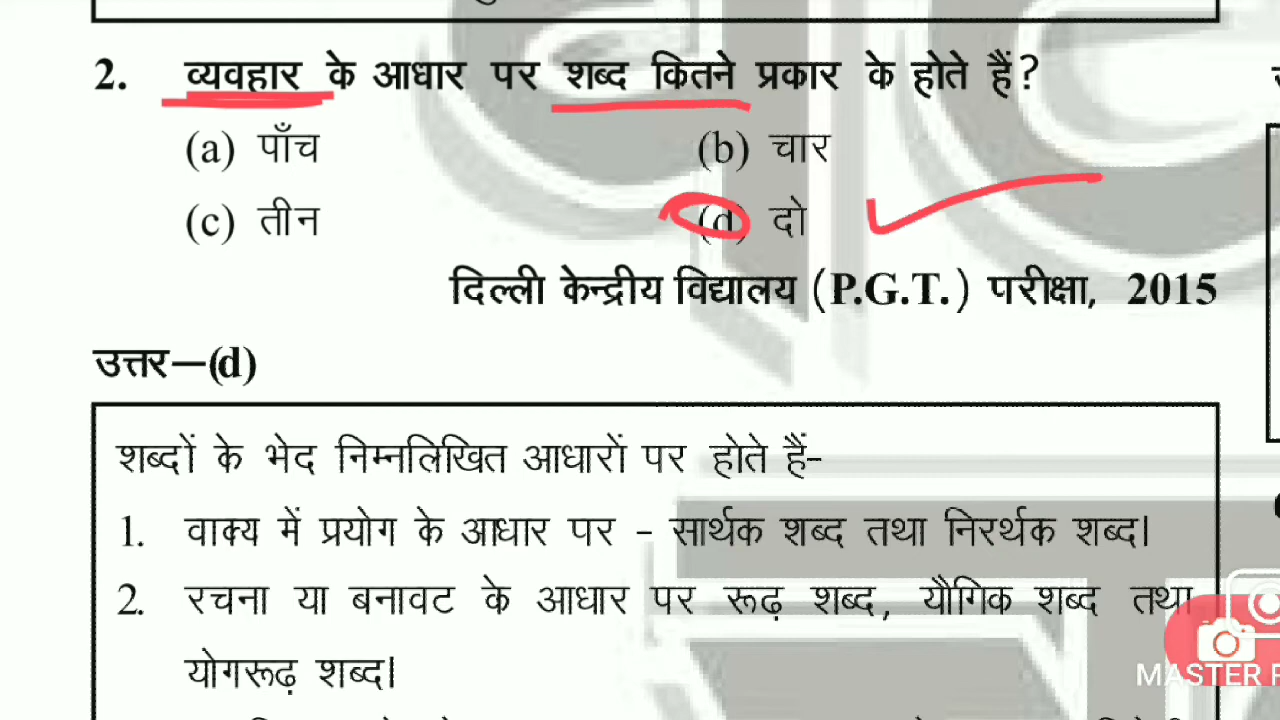 2. व्यवहार के आधार पर शब्द कितने प्रकार के होते हैं?
(a) पाँच (b) चार
(c) तीन (d) दो
दिल्ली केन्द्रीय विद्यालय (P.G.T.) परीक्षा, 2015
उत्तर—(d)
शब्दों के भेद निम्नलिखित आधारों पर होते हैं-
1. वाक्य में प्रयोग के आधार पर - सार्थक शब्द तथा निरर्थक शब्द।
2. रचना या बनावट के आधार पर रूढ़ शब्द, यौगिक शब्द तथा
योगरूढ़ शब्द।
MASTER